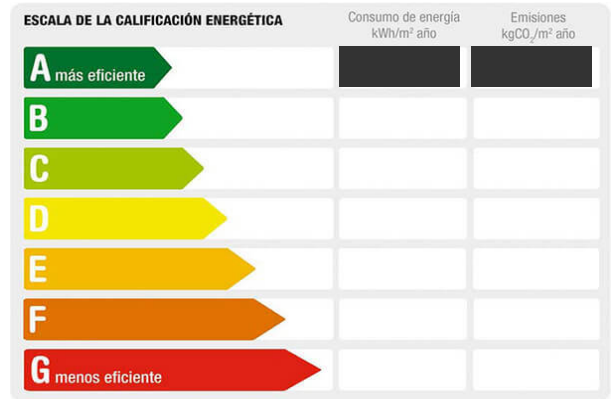 ESCALA DE LA CALIFICACIÓN ENERGÉTICA
Consumo de energía
kWh/m² año
Emisiones
kgCO₂/m² año
A más eficiente
B
C
D
E
F
G menos eficiente